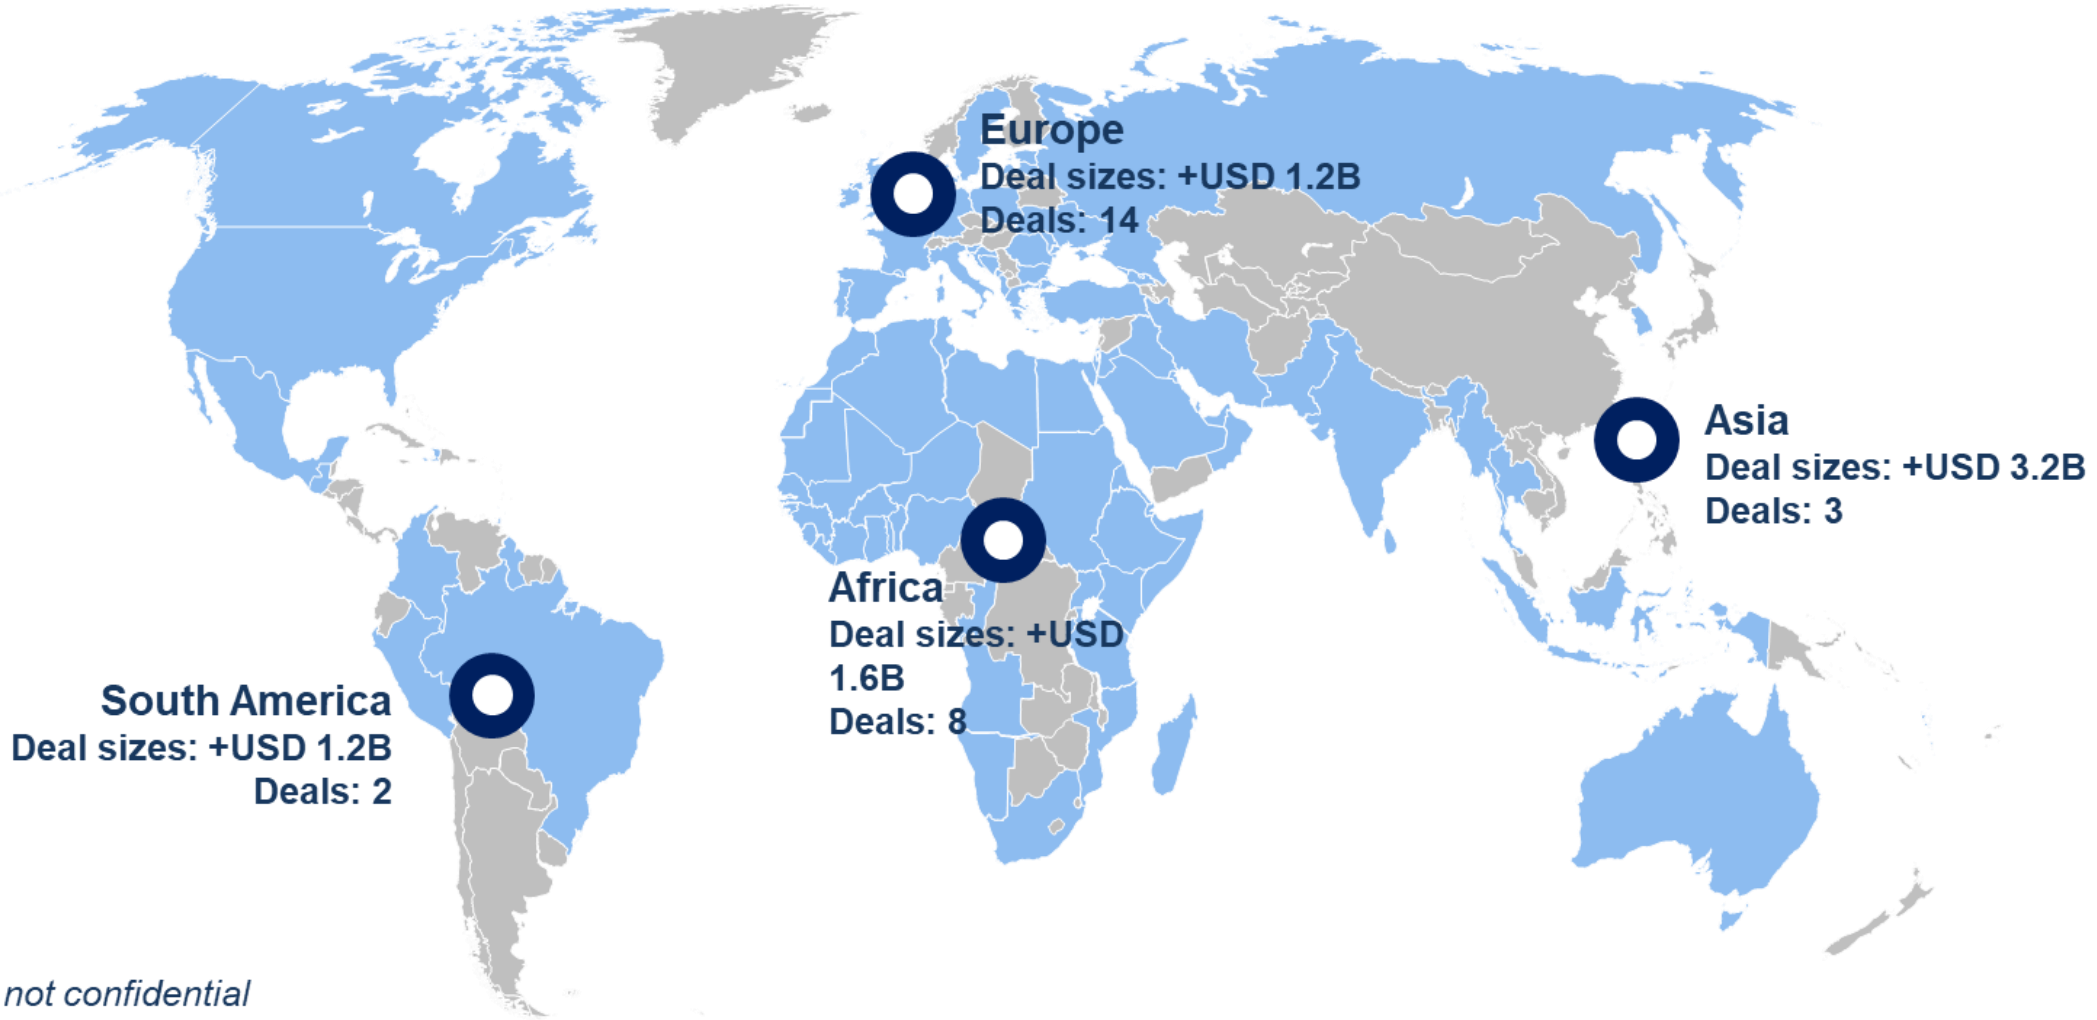 Europe
Deal sizes: +USD 1.2B
Deals: 14
Asia
Deal sizes: +USD 3.2B
Deals: 3
Africa
Deal sizes: +USD
1.6B
Deals: 8
South America
Deal sizes: +USD 1.2B
Deals: 2
not confidential